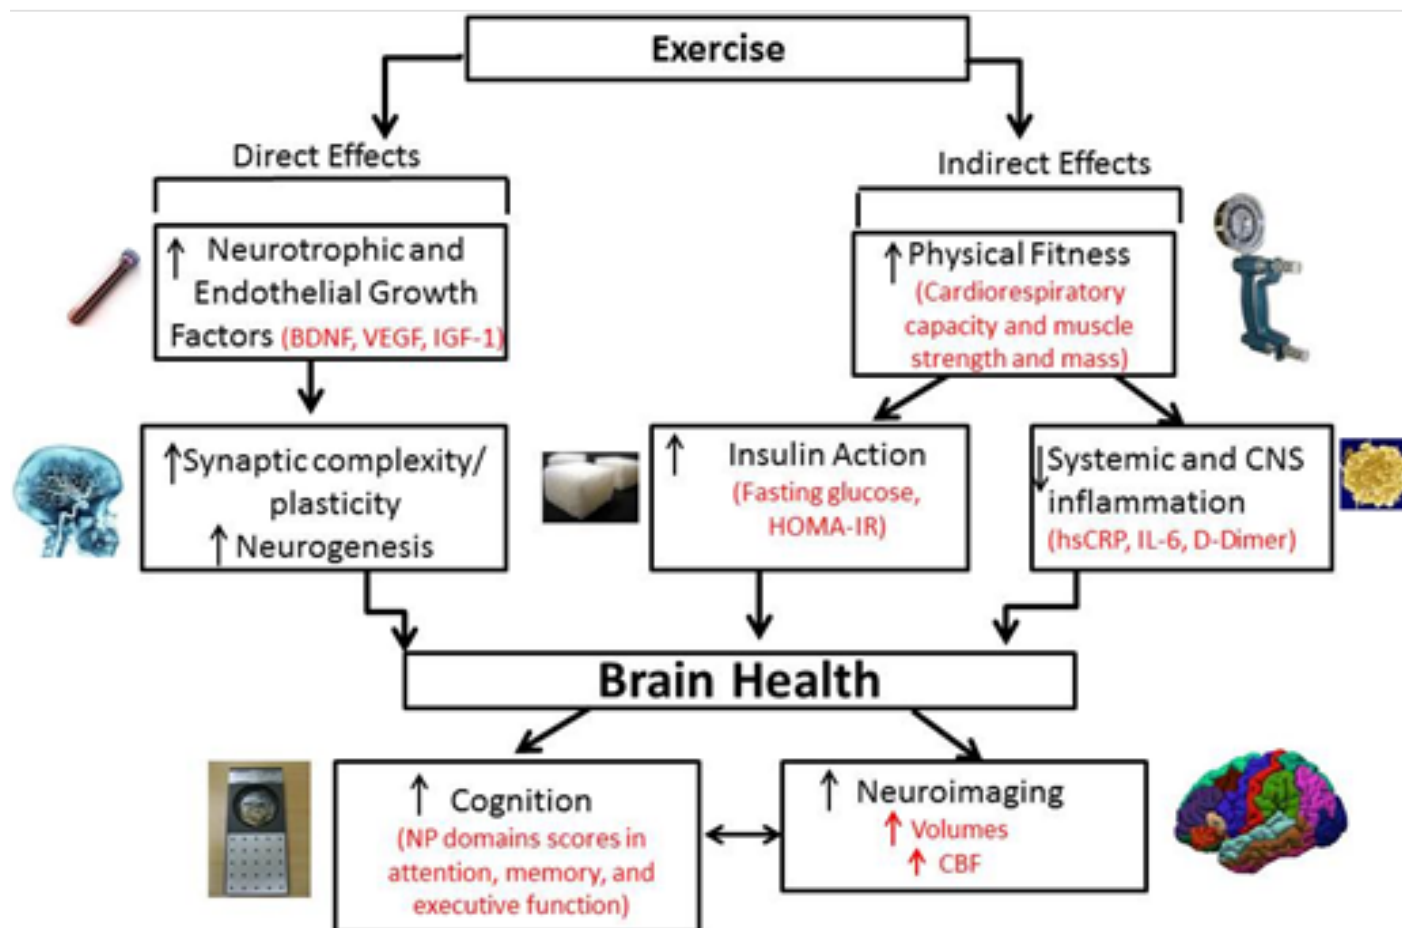 Exercise
Direct Effects
Indirect Effects
↑ Neurotrophic and
Endothelial Growth
Factors (BDNF, VEGF, IGF-1)
↑ Physical Fitness
(Cardiorespiratory
capacity and muscle
strength and mass)
↑ Synaptic complexity/
plasticity
↑ Neurogenesis
↑ Insulin Action
(Fasting glucose,
HOMA-IR)
↓ Systemic and CNS
inflammation
(hsCRP, IL-6, D-Dimer)
Brain Health
↑ Cognition
(NP domains scores in
attention, memory, and
executive function)
↑ Neuroimaging
↑ Volumes
↑ CBF